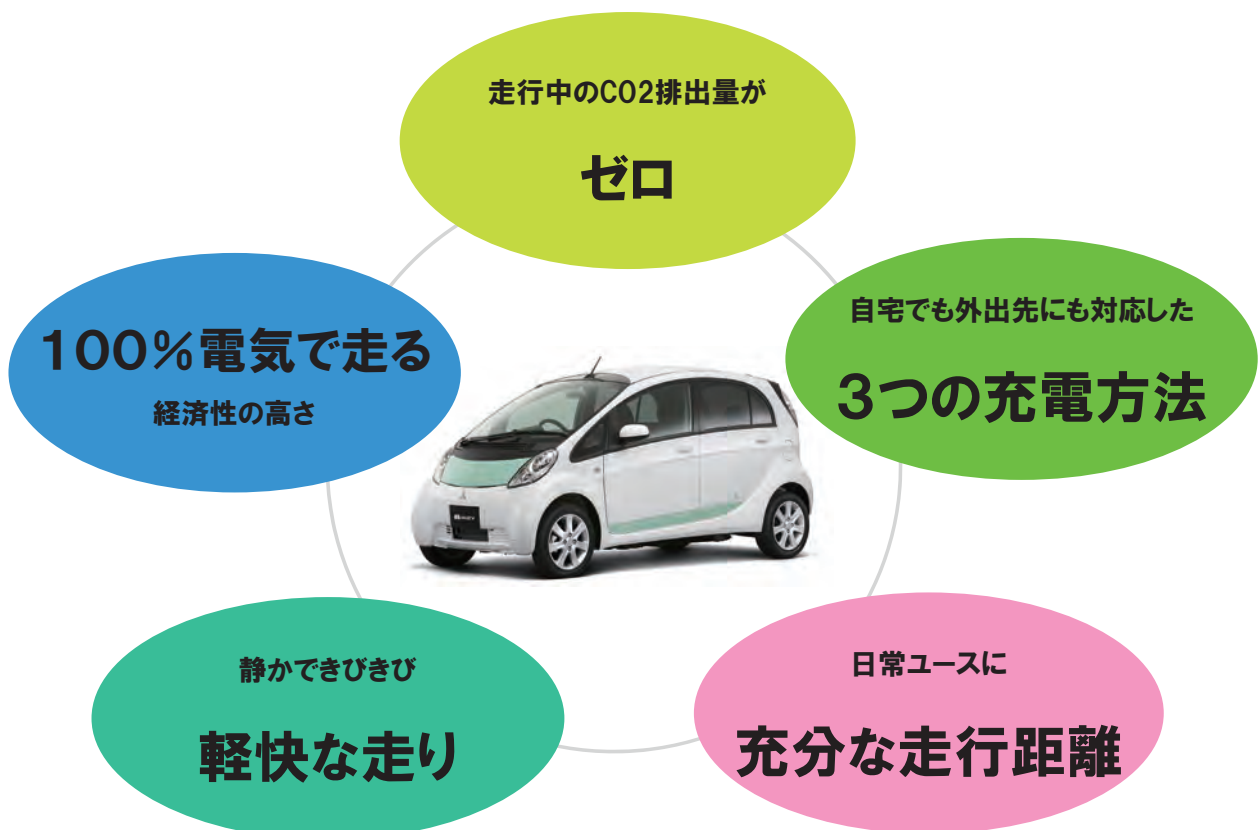 走行中のCO2排出量が
ゼロ
自宅でも外出先にも対応した
3つの充電方法
日常ユースに
充分な走行距離
静かできびきび
軽快な走り
100%電気で走る
経済性の高さ